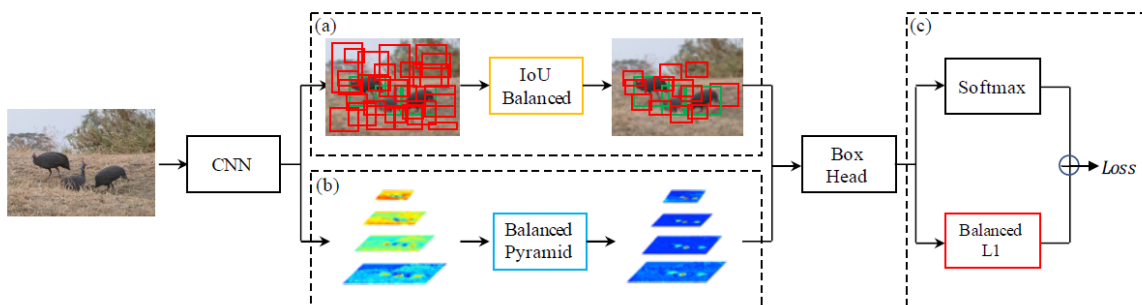 (a)
IoU
Balanced
(c)
Softmax
CNN
Box
Head
Loss
(b)
Balanced
Pyramid
Balanced
L1